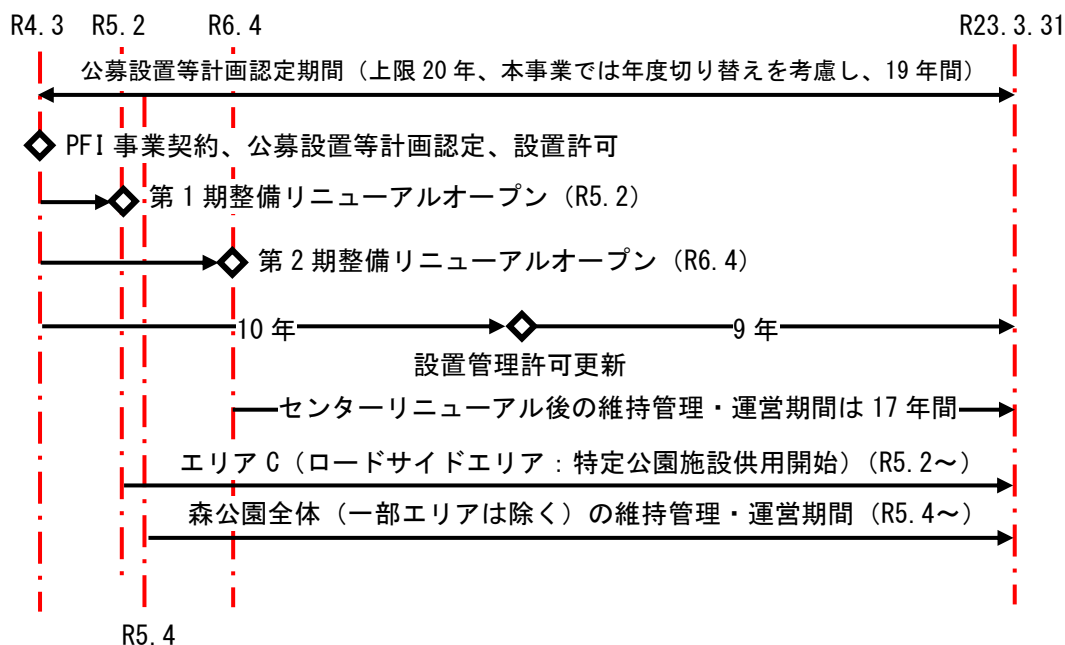 R4.3 R5.2 R6.4 R23.3.31
公募設置等計画認定期間（上限20年、本事業では年度切り替えを考慮し、19年間）
PFI事業契約、公募設置等計画認定、設置許可
第1期整備リニューアルオープン（R5.2）
第2期整備リニューアルオープン（R6.4）
10年 9年
設置管理許可更新
センターリニューアル後の維持管理・運営期間は17年間
エリアC（ロードサイドエリア：特定公園施設供用開始）（R5.2～）
森公園全体（一部エリアは除く）の維持管理・運営期間（R5.4～）
R5.4